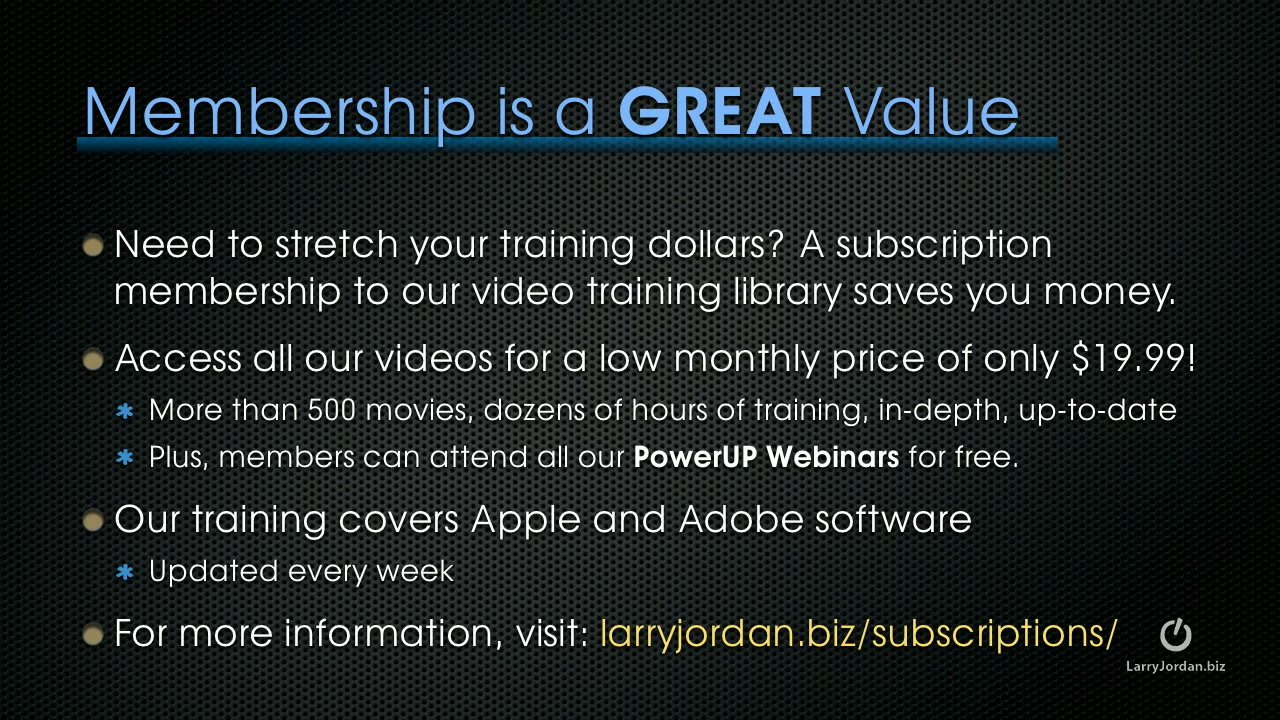 Membership is a GREAT Value
Need to stretch your training dollars? A subscription
membership to our video training library saves you money.
Access all our videos for a low monthly price of only $19.99!
More than 500 movies, dozens of hours of training, in-depth, up-to-date
Plus, members can attend all our PowerUP Webinars for free.
Our training covers Apple and Adobe software
Updated every week
For more information, visit: larryjordan.biz/subscriptions/
LarryJordan.biz